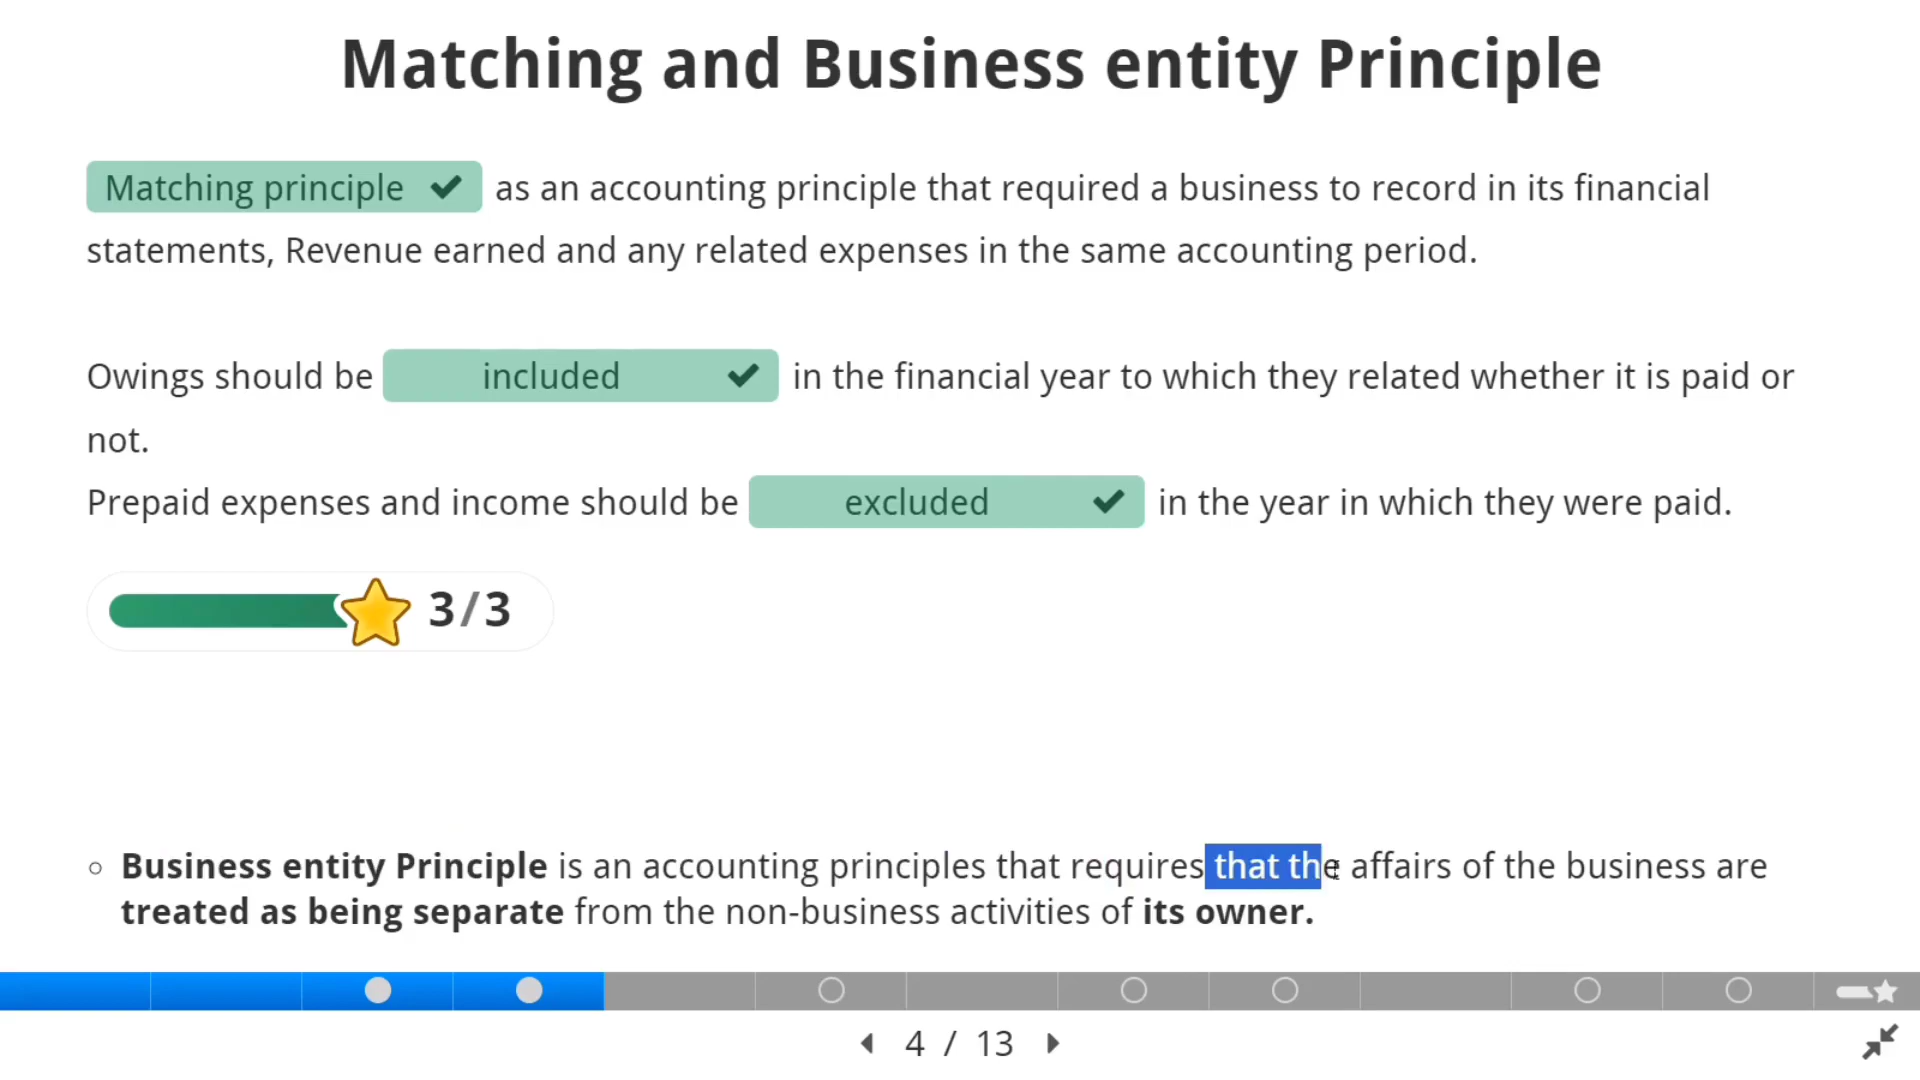 Matching and Business entity Principle
Matching principle ✔ as an accounting principle that required a business to record in its financial
statements, Revenue earned and any related expenses in the same accounting period.
Owings should be included ✔ in the financial year to which they related whether it is paid or
not.
Prepaid expenses and income should be excluded ✔ in the year in which they were paid.
3/3
Business entity Principle is an accounting principles that requires that the affairs of the business are
treated as being separate from the non-business activities of its owner.
4 / 13